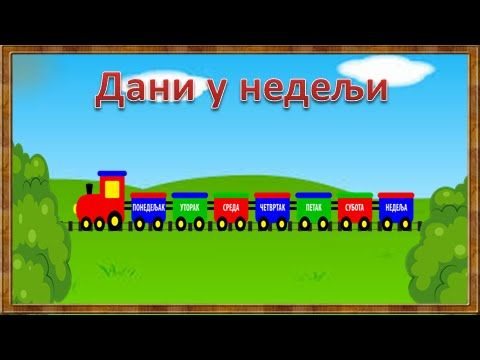 Дани у недељи
ПОНЕДЕЉАК УТОРАК СРЕДА ЧЕТВРТАК ПЕТАК СУБОТА НЕДЕЉА